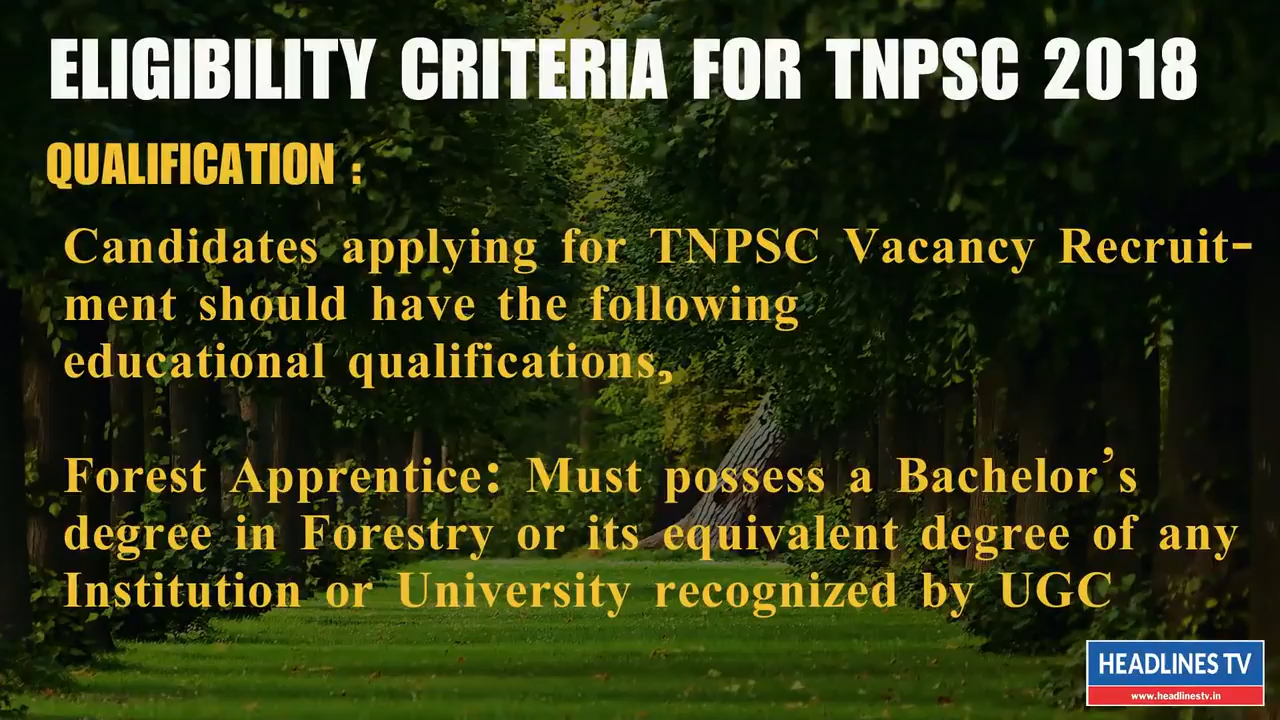 ELIGIBILITY CRITERIA FOR TNPSC 2018
QUALIFICATION :
Candidates applying for TNPSC Vacancy Recruit-
ment should have the following
educational qualifications,
Forest Apprentice: Must possess a Bachelor's
degree in Forestry or its equivalent degree of any
Institution or University recognized by UGC
HEADLINES TV
www.headlinestv.in